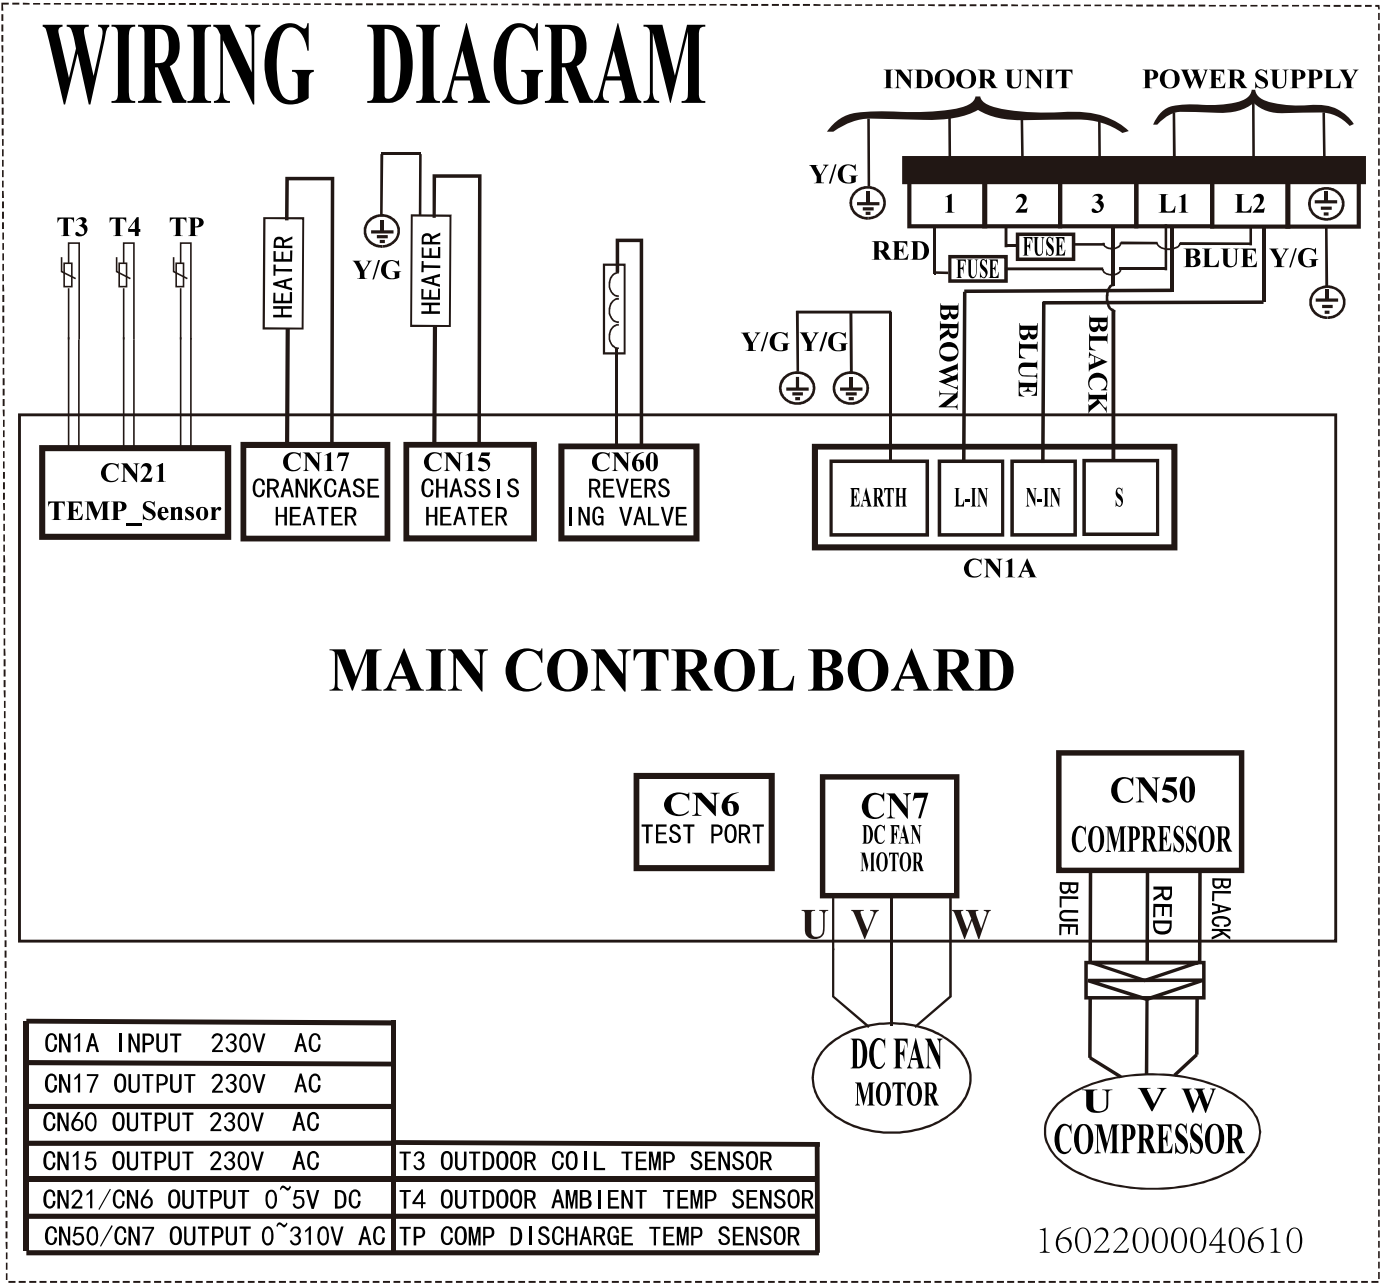 WIRING DIAGRAM
INDOOR UNIT POWER SUPPLY
Y/G
1 2 3 L1 L2
T3 T4 TP
HEATER
Y/G
HEATER
RED FUSE BLUE Y/G
FUSE
Y/G Y/G BROWN BLUE BLACK
CN21
TEMP_Sensor
CN17
CRANKCASE
HEATER
CN15
CHASSIS
HEATER
CN60
REVERS
ING VALVE
EARTH L-IN N-IN S
CN1A
MAIN CONTROL BOARD
CN6
TEST PORT
CN7
DC FAN
MOTOR
CN50
COMPRESSOR
U V W
BLUE RED BLACK
DC FAN
MOTOR
U V W
COMPRESSOR
CN1A INPUT 230V AC
CN17 OUTPUT 230V AC
CN60 OUTPUT 230V AC
CN15 OUTPUT 230V AC T3 OUTDOOR COIL TEMP SENSOR
CN21/CN6 OUTPUT 0~5V DC T4 OUTDOOR AMBIENT TEMP SENSOR
CN50/CN7 OUTPUT 0~310V AC TP COMP DISCHARGE TEMP SENSOR
16022000040610